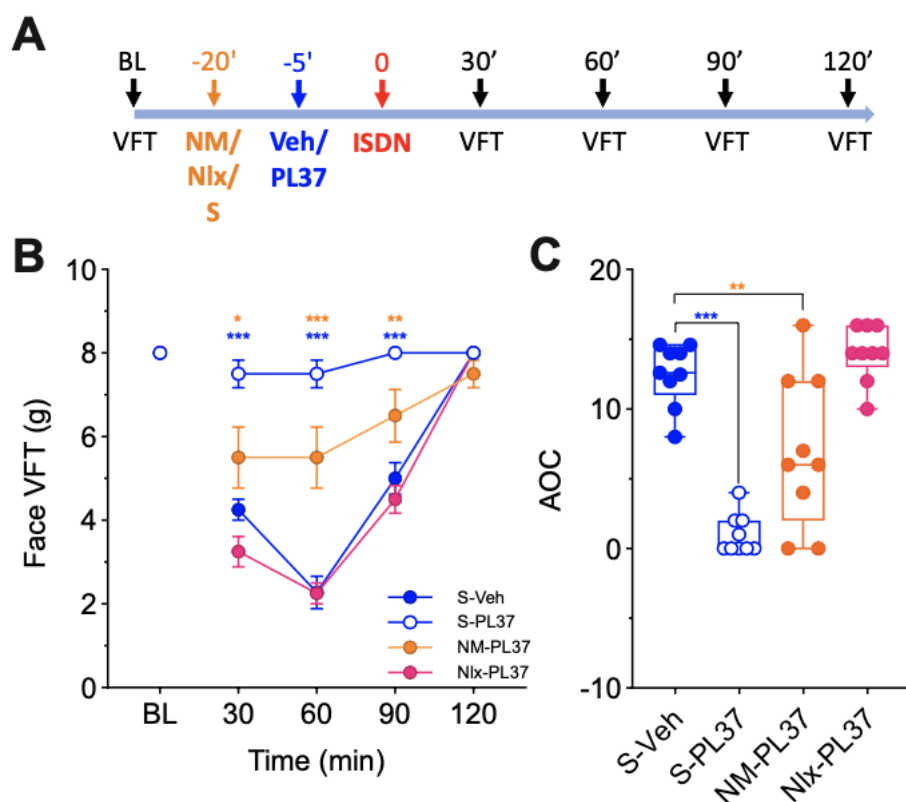 A
BL -20' -5' 0 30’ 60’ 90’ 120’
VFT NM/ Veh/ ISDN VFT VFT VFT VFT
Nlx/ PL37
S
B
10
8
6
4
2
0
Face VFT (g)
* *** **
*** *** ***
S-Veh
S-PL37
NM-PL37
Nlx-PL37
BL 30 60 90 120
Time (min)
C
20
10
0
-10
AOC
**
***
S-Veh
S-PL37
NM-PL37
Nlx-PL37